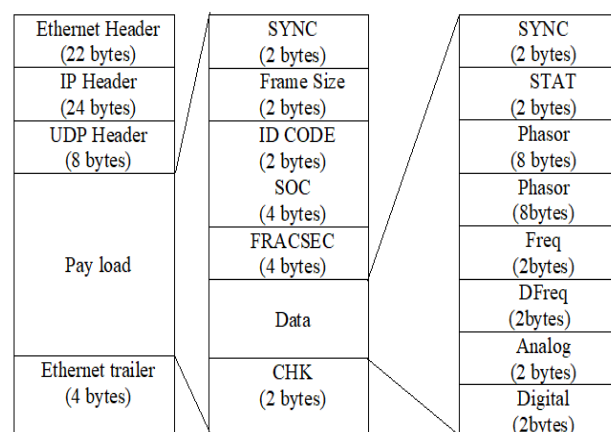 Ethernet Header
(22 bytes)
IP Header
(24 bytes)
UDP Header
(8 bytes)
Pay load
Ethernet trailer
(4 bytes)
SYNC
(2 bytes)
Frame Size
(2 bytes)
ID CODE
(2 bytes)
SOC
(4 bytes)
FRACSEC
(4 bytes)
Data
CHK
(2 bytes)
SYNC
(2 bytes)
STAT
(2 bytes)
Phasor
(8 bytes)
Phasor
(8bytes)
Freq
(2bytes)
DFreq
(2bytes)
Analog
(2 bytes)
Digital
(2bytes)